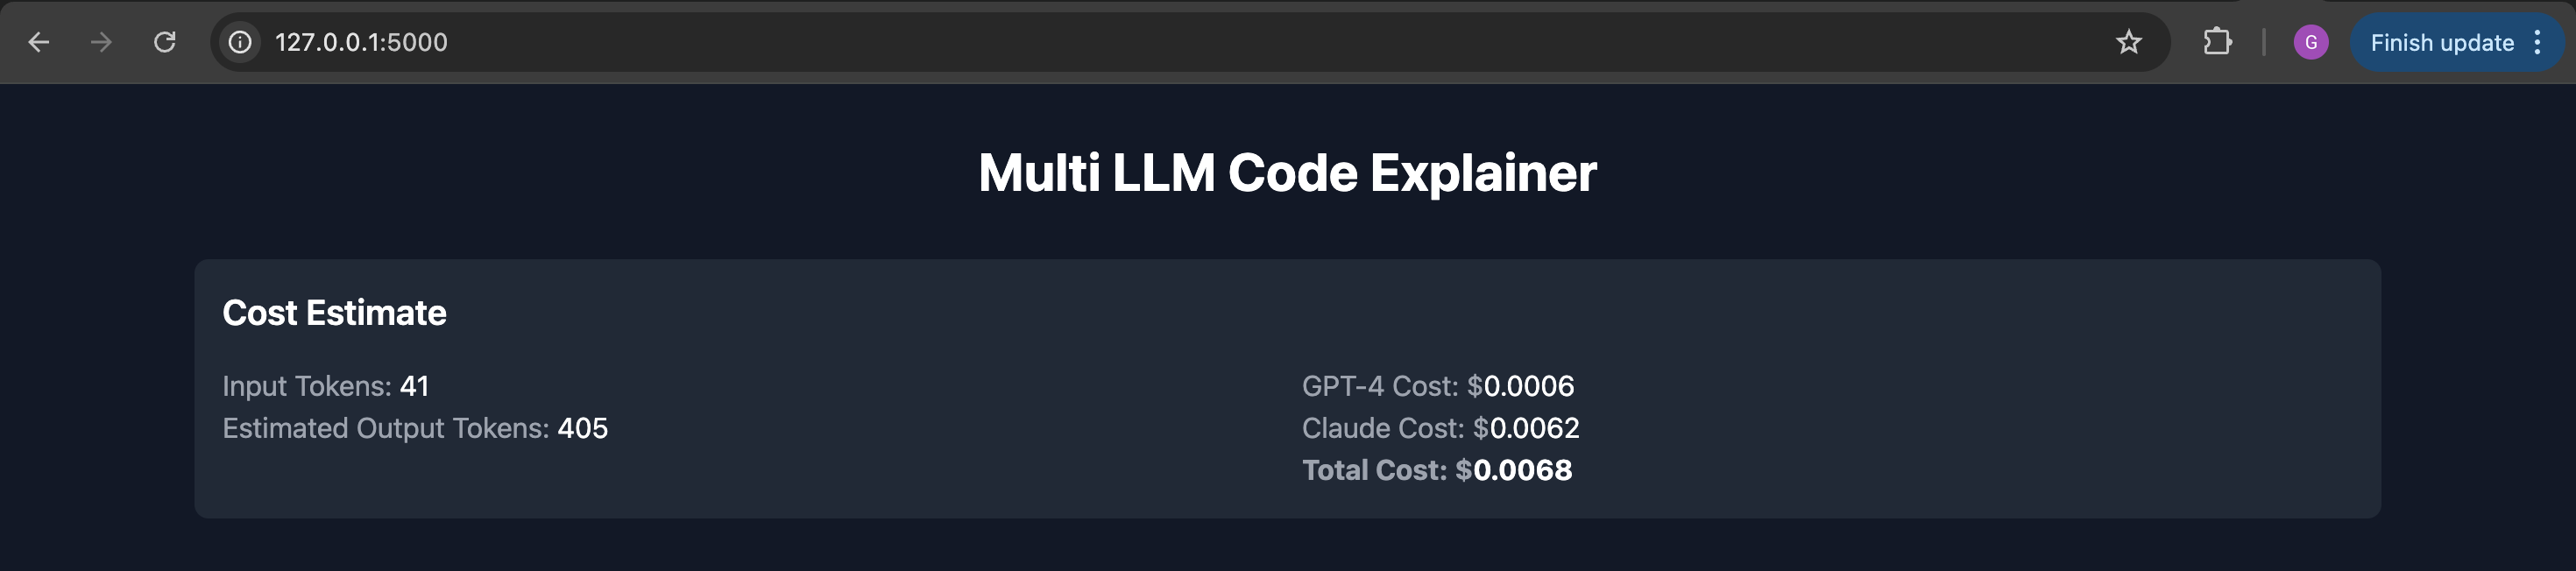 127.0.0.1:5000
G
Finish update
Multi LLM Code Explainer
Cost Estimate
Input Tokens: 41
Estimated Output Tokens: 405
GPT-4 Cost: $0.0006
Claude Cost: $0.0062
Total Cost: $0.0068